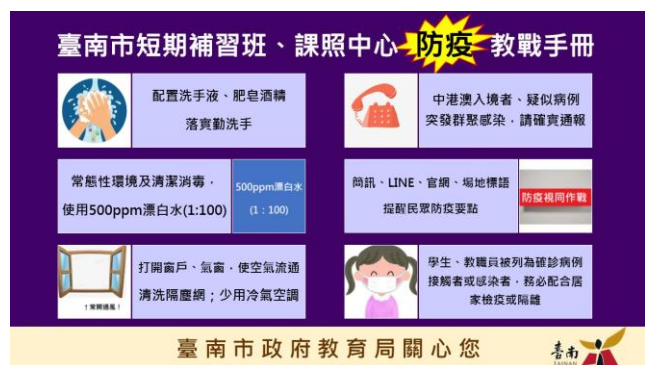 臺南市短期補習班、課照中心防疫教戰手冊
配置洗手液、肥皂酒精
落實勤洗手
中港澳入境者、疑似病例
突發群聚感染，請確實通報
常態性環境及清潔消毒，
使用500ppm漂白水(1:100)
500ppm漂白水
(1：100)
簡訊、LINE、官網、場地標語
提醒民眾防疫要點
防疫視同作戰
打開窗戶、氣窗，使空氣流通
清洗隔塵網；少用冷氣空調
↑常開通風！
學生、教職員被列為確診病例
接觸者或感染者，務必配合居
家檢疫或隔離
臺南市政府教育局關心您
臺南
TAINAN